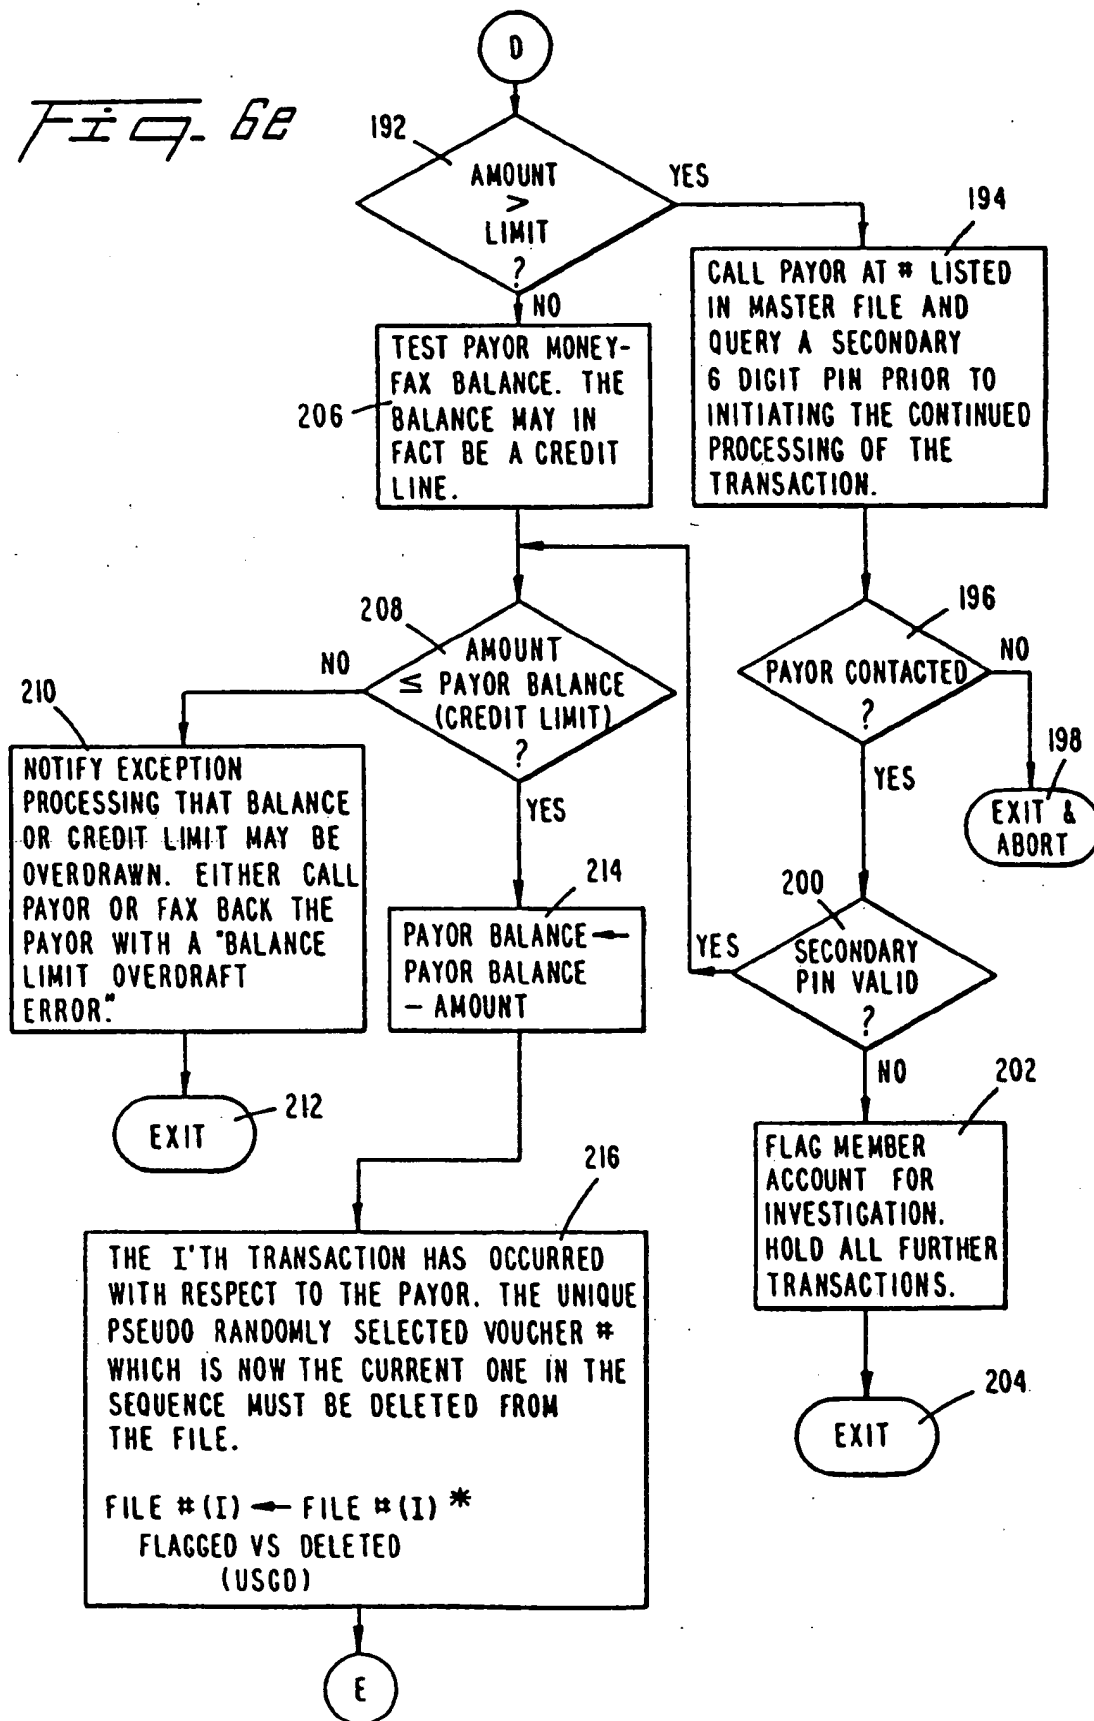 Fig. 6e
D
192
AMOUNT
>
LIMIT
?
YES
NO
194
CALL PAYOR AT # LISTED
IN MASTER FILE AND
QUERY A SECONDARY
6 DIGIT PIN PRIOR TO
INITIATING THE CONTINUED
PROCESSING OF THE
TRANSACTION.
206
TEST PAYOR MONEY-
FAX BALANCE. THE
BALANCE MAY IN
FACT BE A CREDIT
LINE.
196
PAYOR CONTACTED
?
NO
YES
198
EXIT &
ABORT
208
AMOUNT
≤ PAYOR BALANCE
(CREDIT LIMIT)
?
NO
YES
210
NOTIFY EXCEPTION
PROCESSING THAT BALANCE
OR CREDIT LIMIT MAY BE
OVERDRAWN. EITHER CALL
PAYOR OR FAX BACK THE
PAYOR WITH A "BALANCE
LIMIT OVERDRAFT
ERROR."
212
EXIT
214
PAYOR BALANCE ←
PAYOR BALANCE
- AMOUNT
200
SECONDARY
PIN VALID
?
YES
NO
202
FLAG MEMBER
ACCOUNT FOR
INVESTIGATION.
HOLD ALL FURTHER
TRANSACTIONS.
204
EXIT
216
THE I'TH TRANSACTION HAS OCCURRED
WITH RESPECT TO THE PAYOR. THE UNIQUE
PSEUDO RANDOMLY SELECTED VOUCHER #
WHICH IS NOW THE CURRENT ONE IN THE
SEQUENCE MUST BE DELETED FROM
THE FILE.
FILE #(I) ← FILE #(I) *
FLAGGED VS DELETED
(USGD)
E